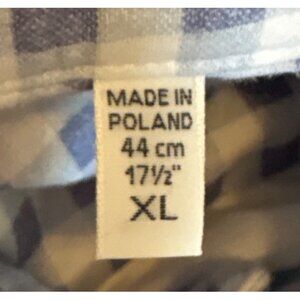 MADE IN
POLAND
44 cm
17½"
XL